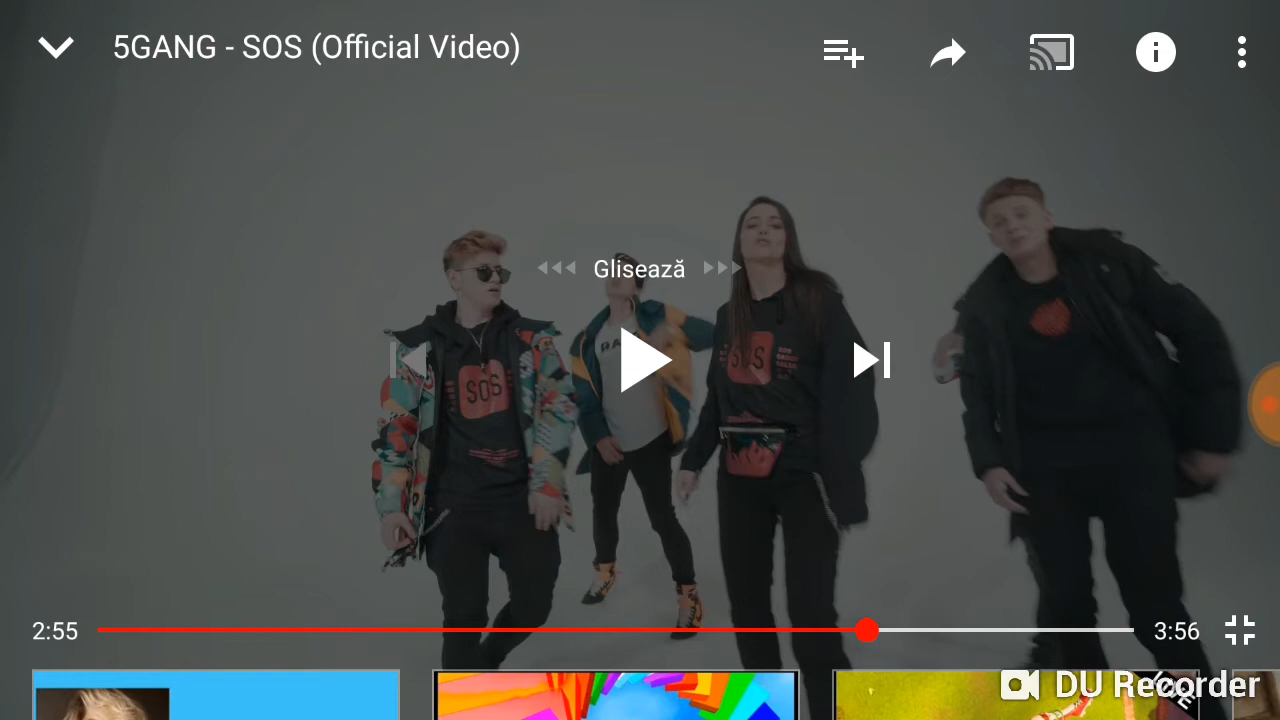 5GANG - SOS (Official Video)
Glisează
SOS
SOS
2:55
3:56
DU Recorder